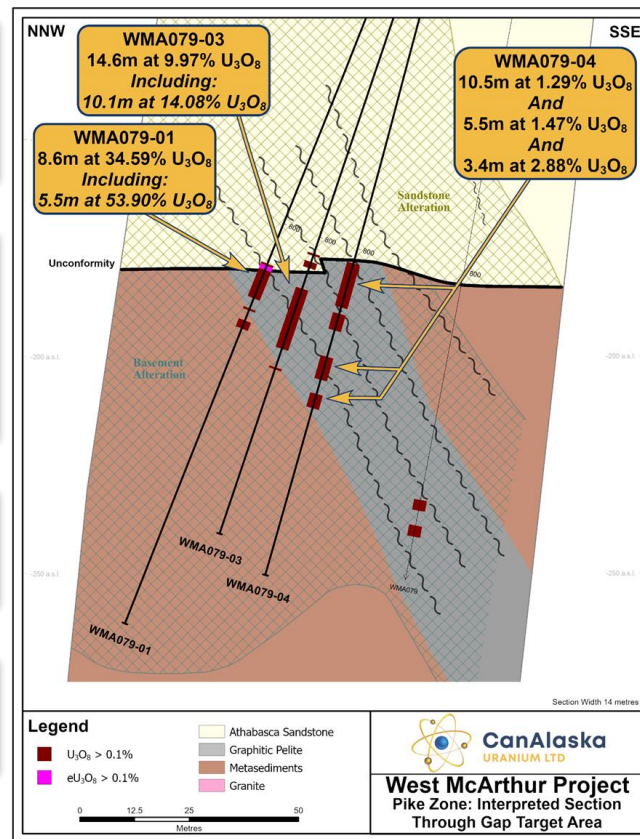 NNW
SSE
WMA079-03
14.6m at 9.97% U₃O₈
Including:
10.1m at 14.08% U₃O₈
WMA079-04
10.5m at 1.29% U₃O₈
And
5.5m at 1.47% U₃O₈
And
3.4m at 2.88% U₃O₈
WMA079-01
8.6m at 34.59% U₃O₈
Including:
5.5m at 53.90% U₃O₈
Sandstone
Alteration
800
800
800
800
Unconformity
-200 a.s.l.
-200 a.s.l.
Basement
Alteration
WMA079-03
-250 a.s.l.
-250 a.s.l.
WMA079-04
WMA079
WMA079-01
Section Width 14 metres
Legend
U₃O₈ > 0.1%
eU₃O₈ > 0.1%
Athabasca Sandstone
Graphitic Pelite
Metasediments
Granite
0 12.5 25 50
Metres
CanAlaska
URANIUM LTD
West McArthur Project
Pike Zone: Interpreted Section
Through Gap Target Area